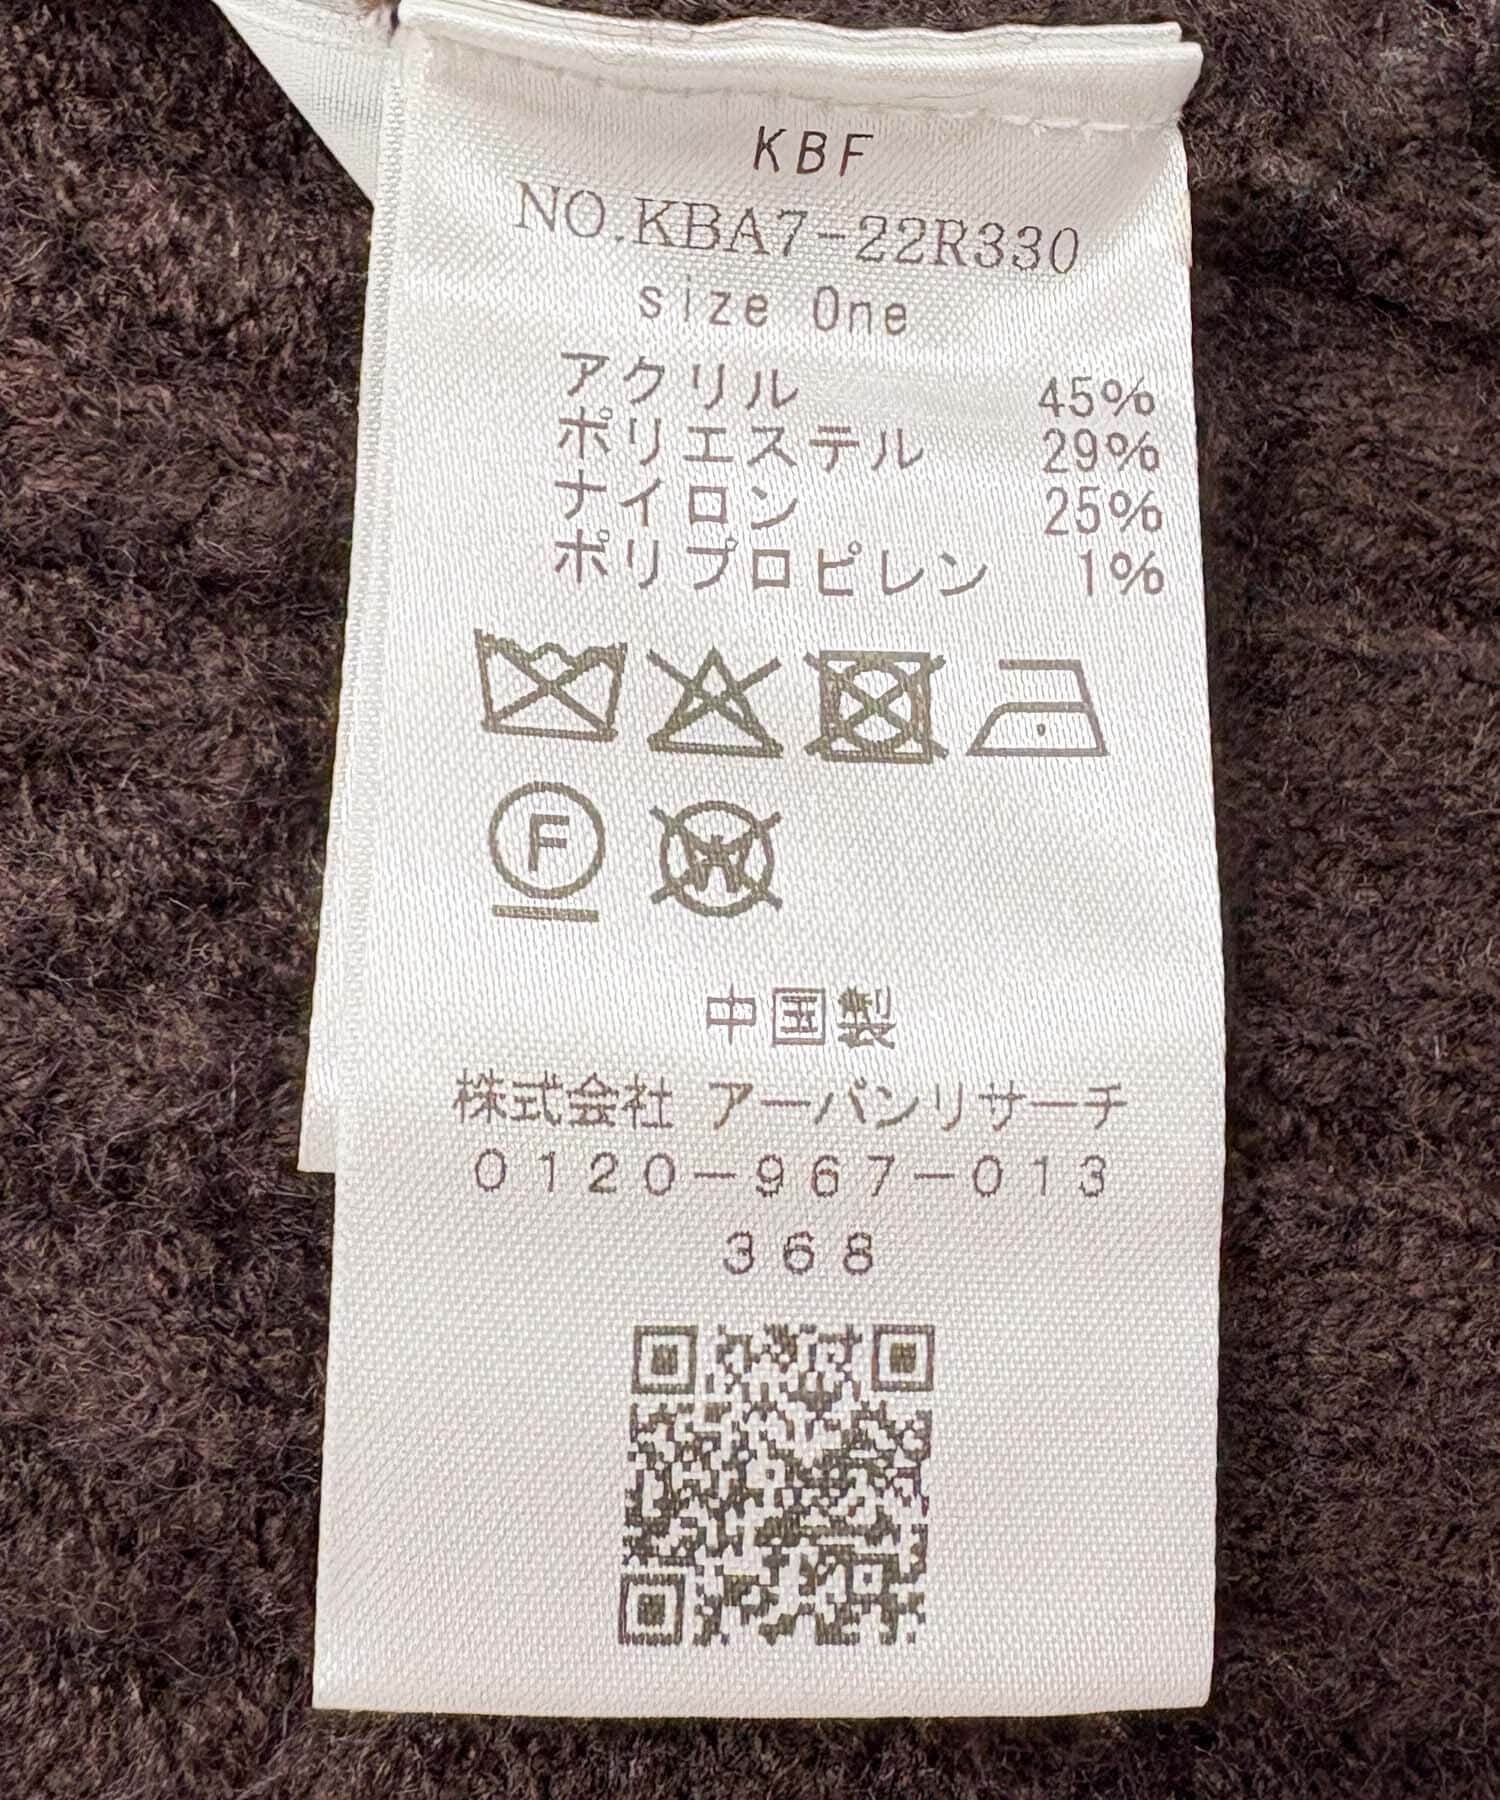 KBF
NO.KBA7-22R330
size One
アクリル 45%
ポリエステル 29%
ナイロン 25%
ポリプロピレン 1%
F
W
中国製
株式会社 アーバンリサーチ
0120-967-013
368